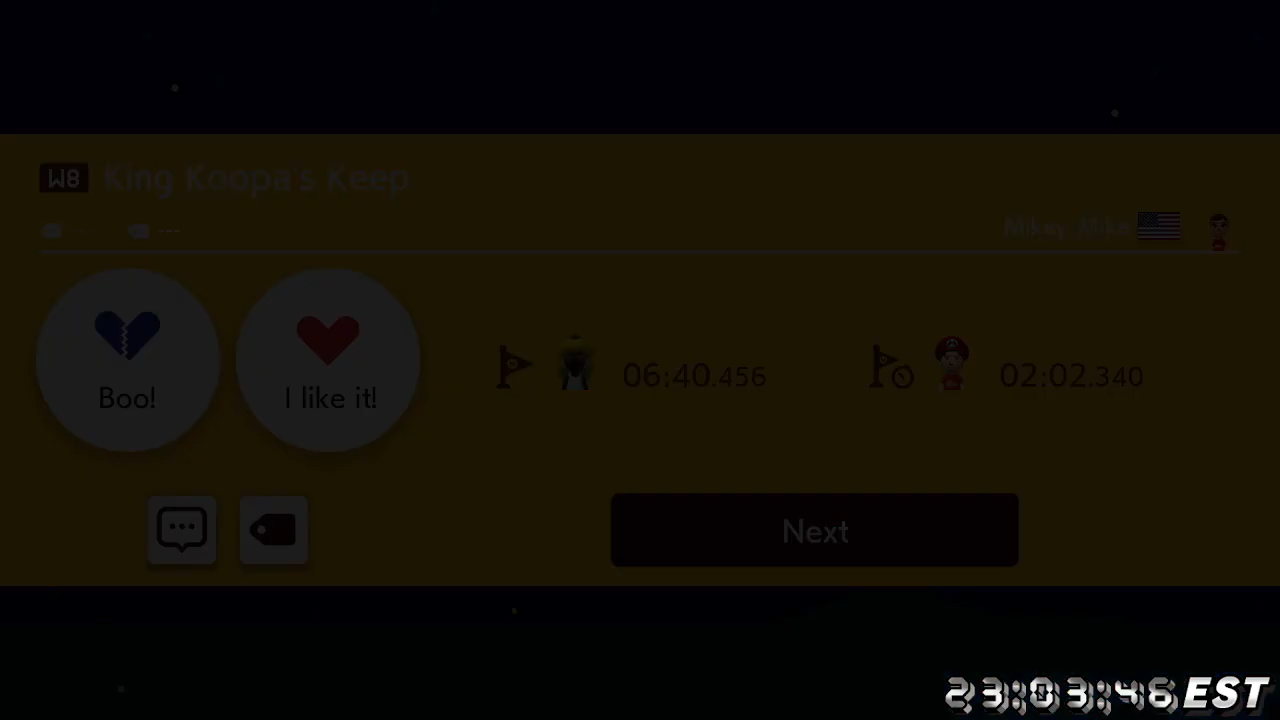 W8 King Koopa's Keep
-- ---
Mikey Mike
Boo!
I like it!
06:40.456
02:02.340
Next
23:03:46 EST